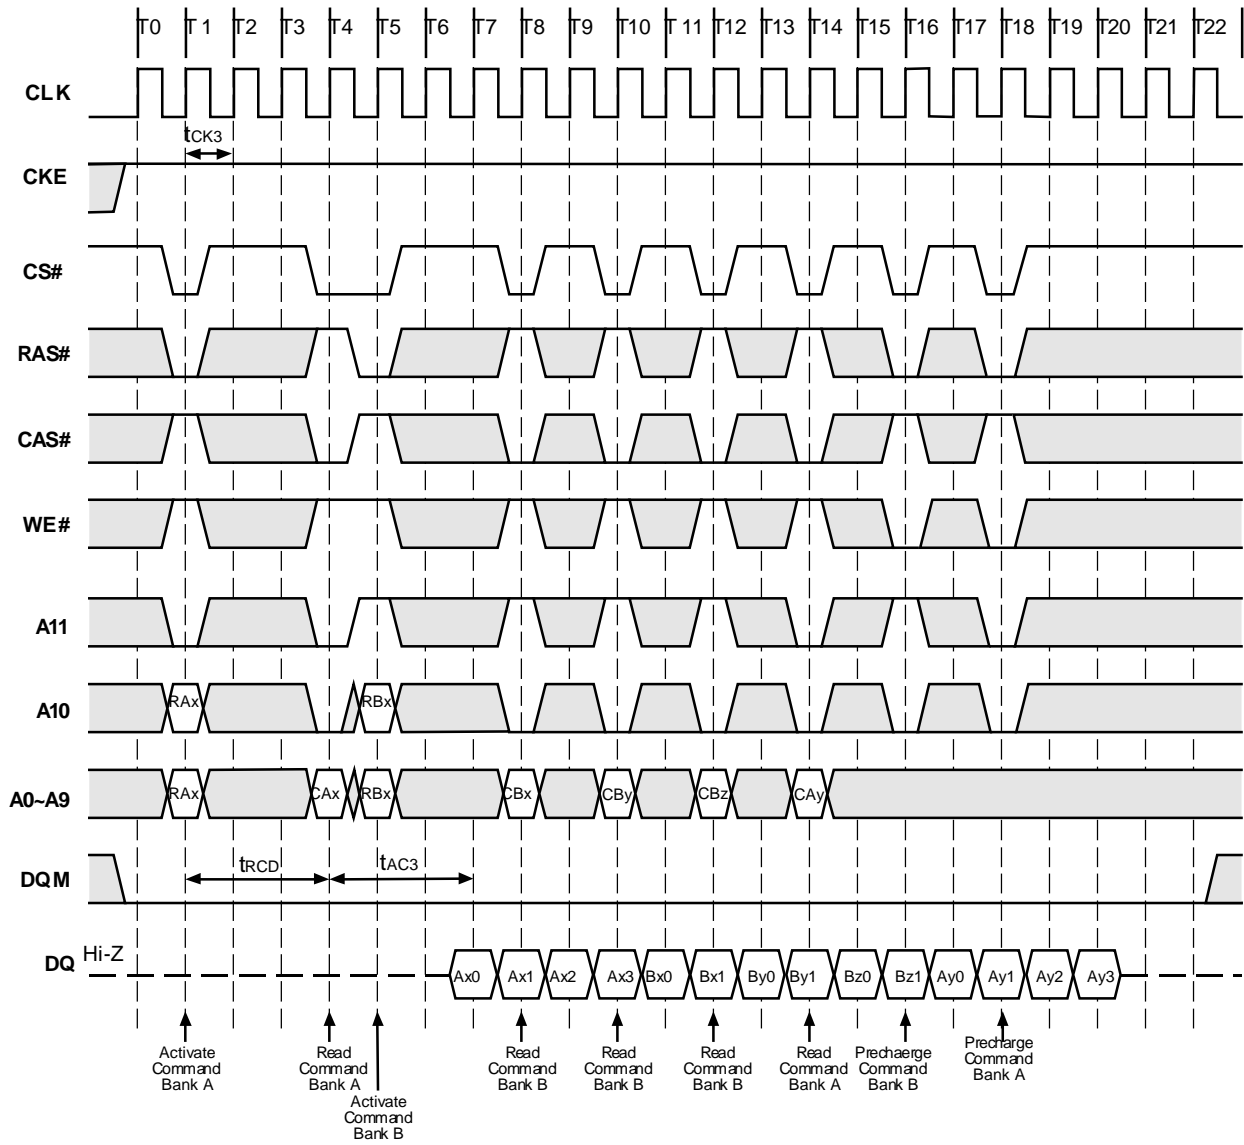 T0 T1 T2 T3 T4 T5 T6 T7 T8 T9 T10 T11 T12 T13 T14 T15 T16 T17 T18 T19 T20 T21 T22
CLK
tCK3
CKE
CS#
RAS#
CAS#
WE#
A11
A10 RAx RBx
A0~A9 RAx CAx RBx CBx CBy CBz CAy
DQM tRCD tAC3
DQ Hi-Z Ax0 Ax1 Ax2 Ax3 Bx0 Bx1 By0 By1 Bz0 Bz1 Ay0 Ay1 Ay2 Ay3
Activate
Command
Bank A
Read
Command
Bank A
Activate
Command
Bank B
Read
Command
Bank B
Read
Command
Bank B
Read
Command
Bank B
Read
Command
Bank A
Prechaerge
Command
Bank B
Precharge
Command
Bank A